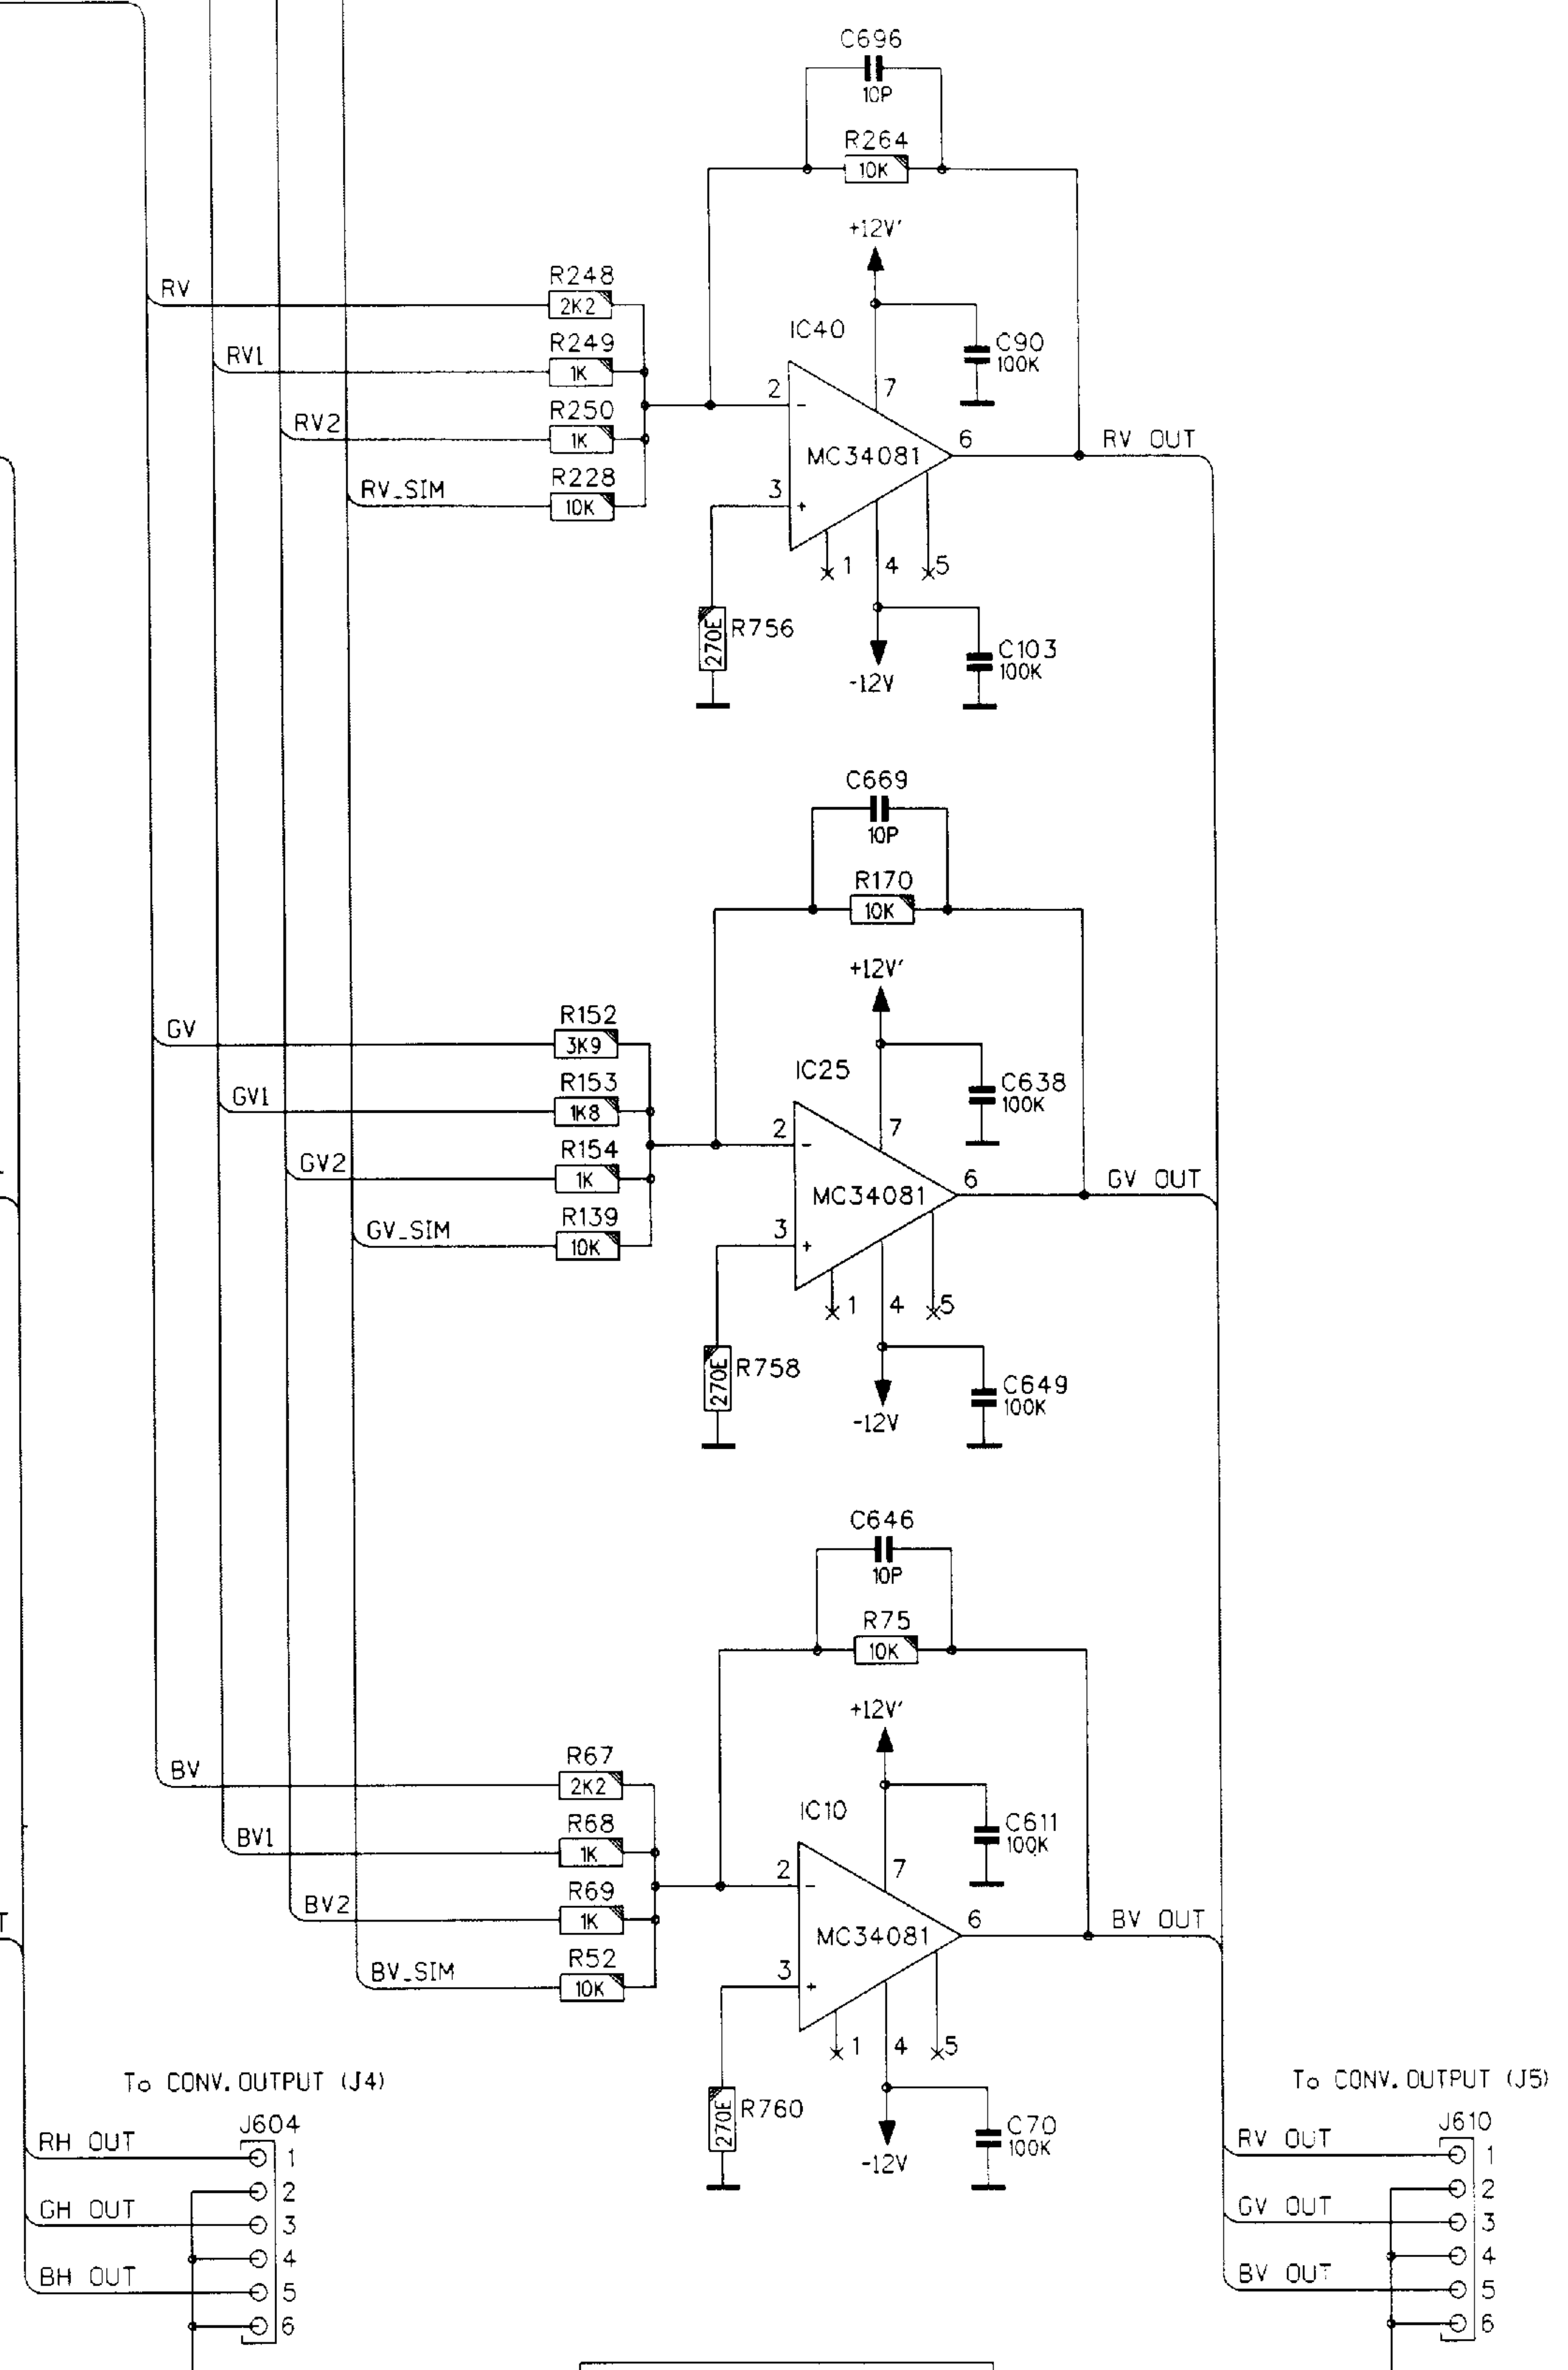 C696
10P
R264
10K
+12V'
RV
R248
2K2
IC40
C90
100K
RV1
R249
1K
2
-
7
RV2
R250
1K
MC34081
6
RV OUT
RV_SIM
R228
10K
3
+
1
4
5
270E
R756
-12V
C103
100K
C669
10P
R170
10K
+12V'
GV
R152
3K9
IC25
C638
100K
GV1
R153
1K8
2
-
7
GV2
R154
1K
MC34081
6
GV OUT
GV_SIM
R139
10K
3
+
1
4
5
270E
R758
-12V
C649
100K
C646
10P
R75
10K
+12V'
BV
R67
2K2
IC10
C611
100K
BV1
R68
1K
2
-
7
BV2
R69
1K
MC34081
6
BV OUT
BV_SIM
R52
10K
3
+
1
4
5
270E
R760
-12V
C70
100K
To CONV. OUTPUT (J4)
J604
RH OUT
1
2
GH OUT
3
4
BH OUT
5
6
To CONV. OUTPUT (J5)
J610
RV OUT
1
2
GV OUT
3
4
BV OUT
5
6